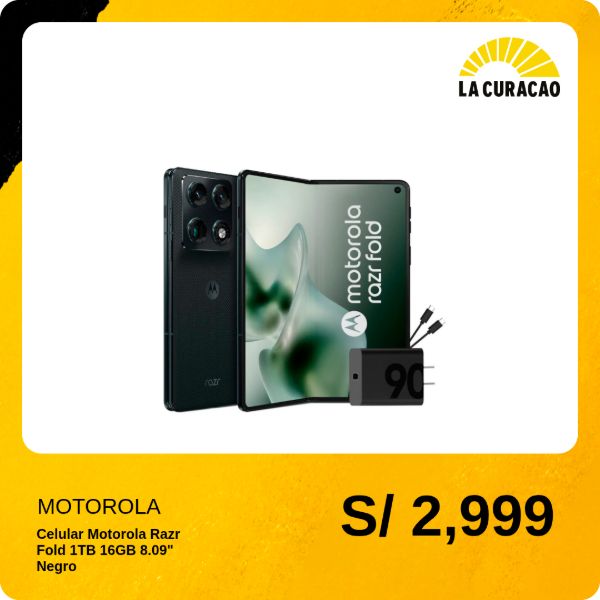 LA CURACAO
motorola
razr fold
razr
90
MOTOROLA
Celular Motorola Razr
Fold 1TB 16GB 8.09"
Negro
S/ 2,999